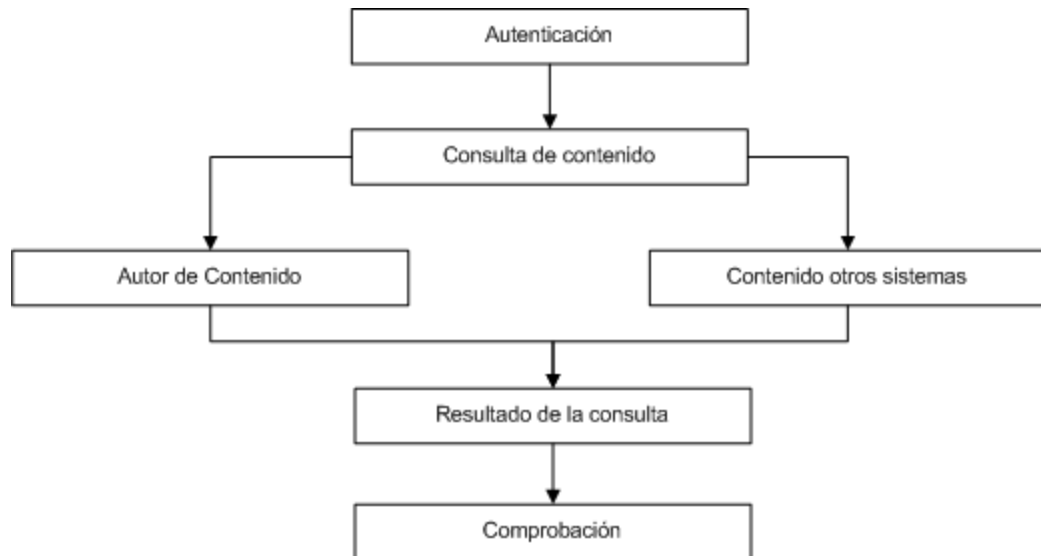 Autenticación
Consulta de contenido
Autor de Contenido
Contenido otros sistemas
Resultado de la consulta
Comprobación